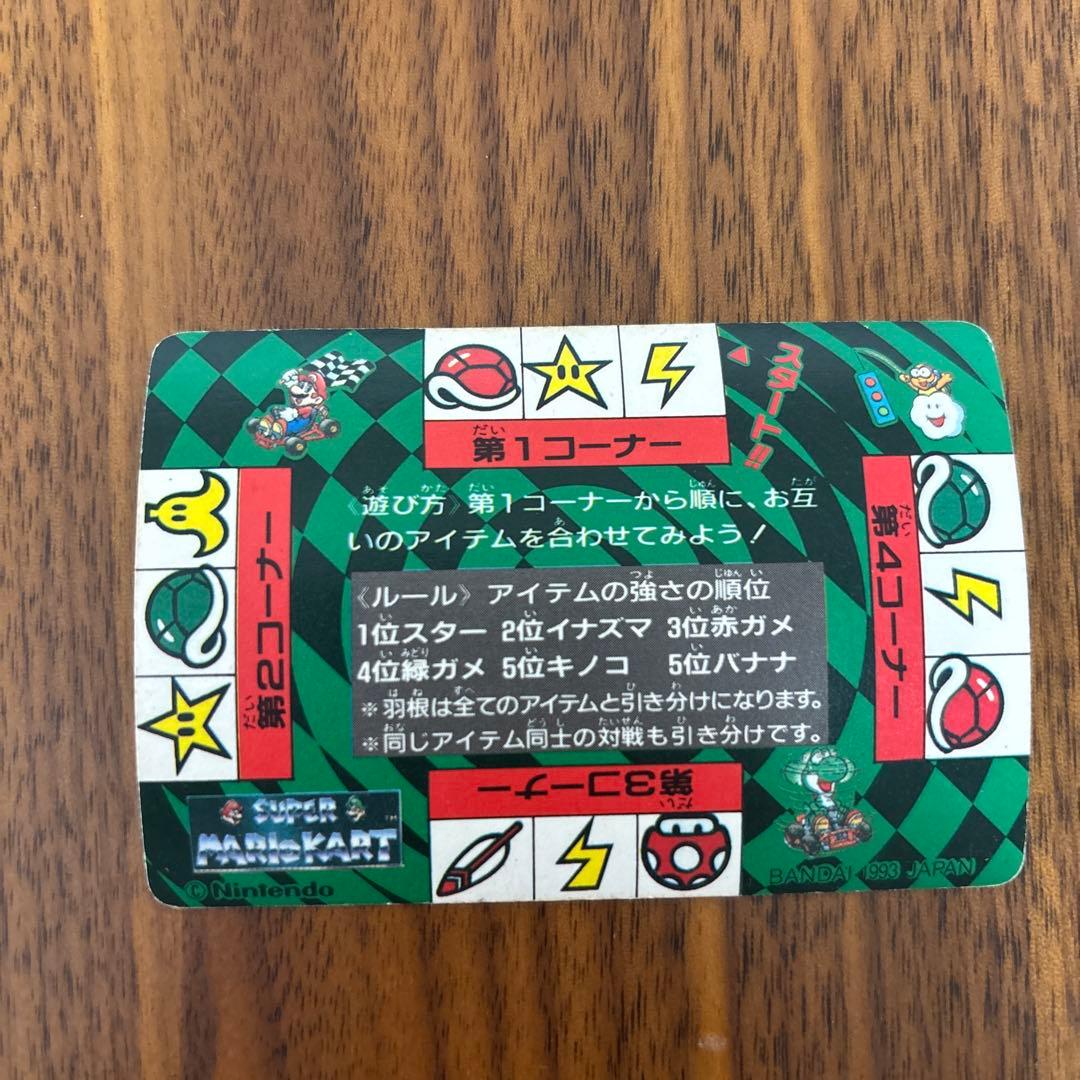 スタート!!
第1コーナー
《遊び方》第1コーナーから順に、お互
いのアイテムを合わせてみよう!
《ルール》 アイテムの強さの順位
1位スター 2位イナズマ 3位赤ガメ
4位緑ガメ 5位キノコ 5位バナナ
※羽根は全てのアイテムと引き分けになります。
※同じアイテム同士の対戦も引き分けです。
第2コーナー
第3コーナー
第4コーナー
SUPER
MARIO KART™
©Nintendo
BANDAI 1993 JAPAN